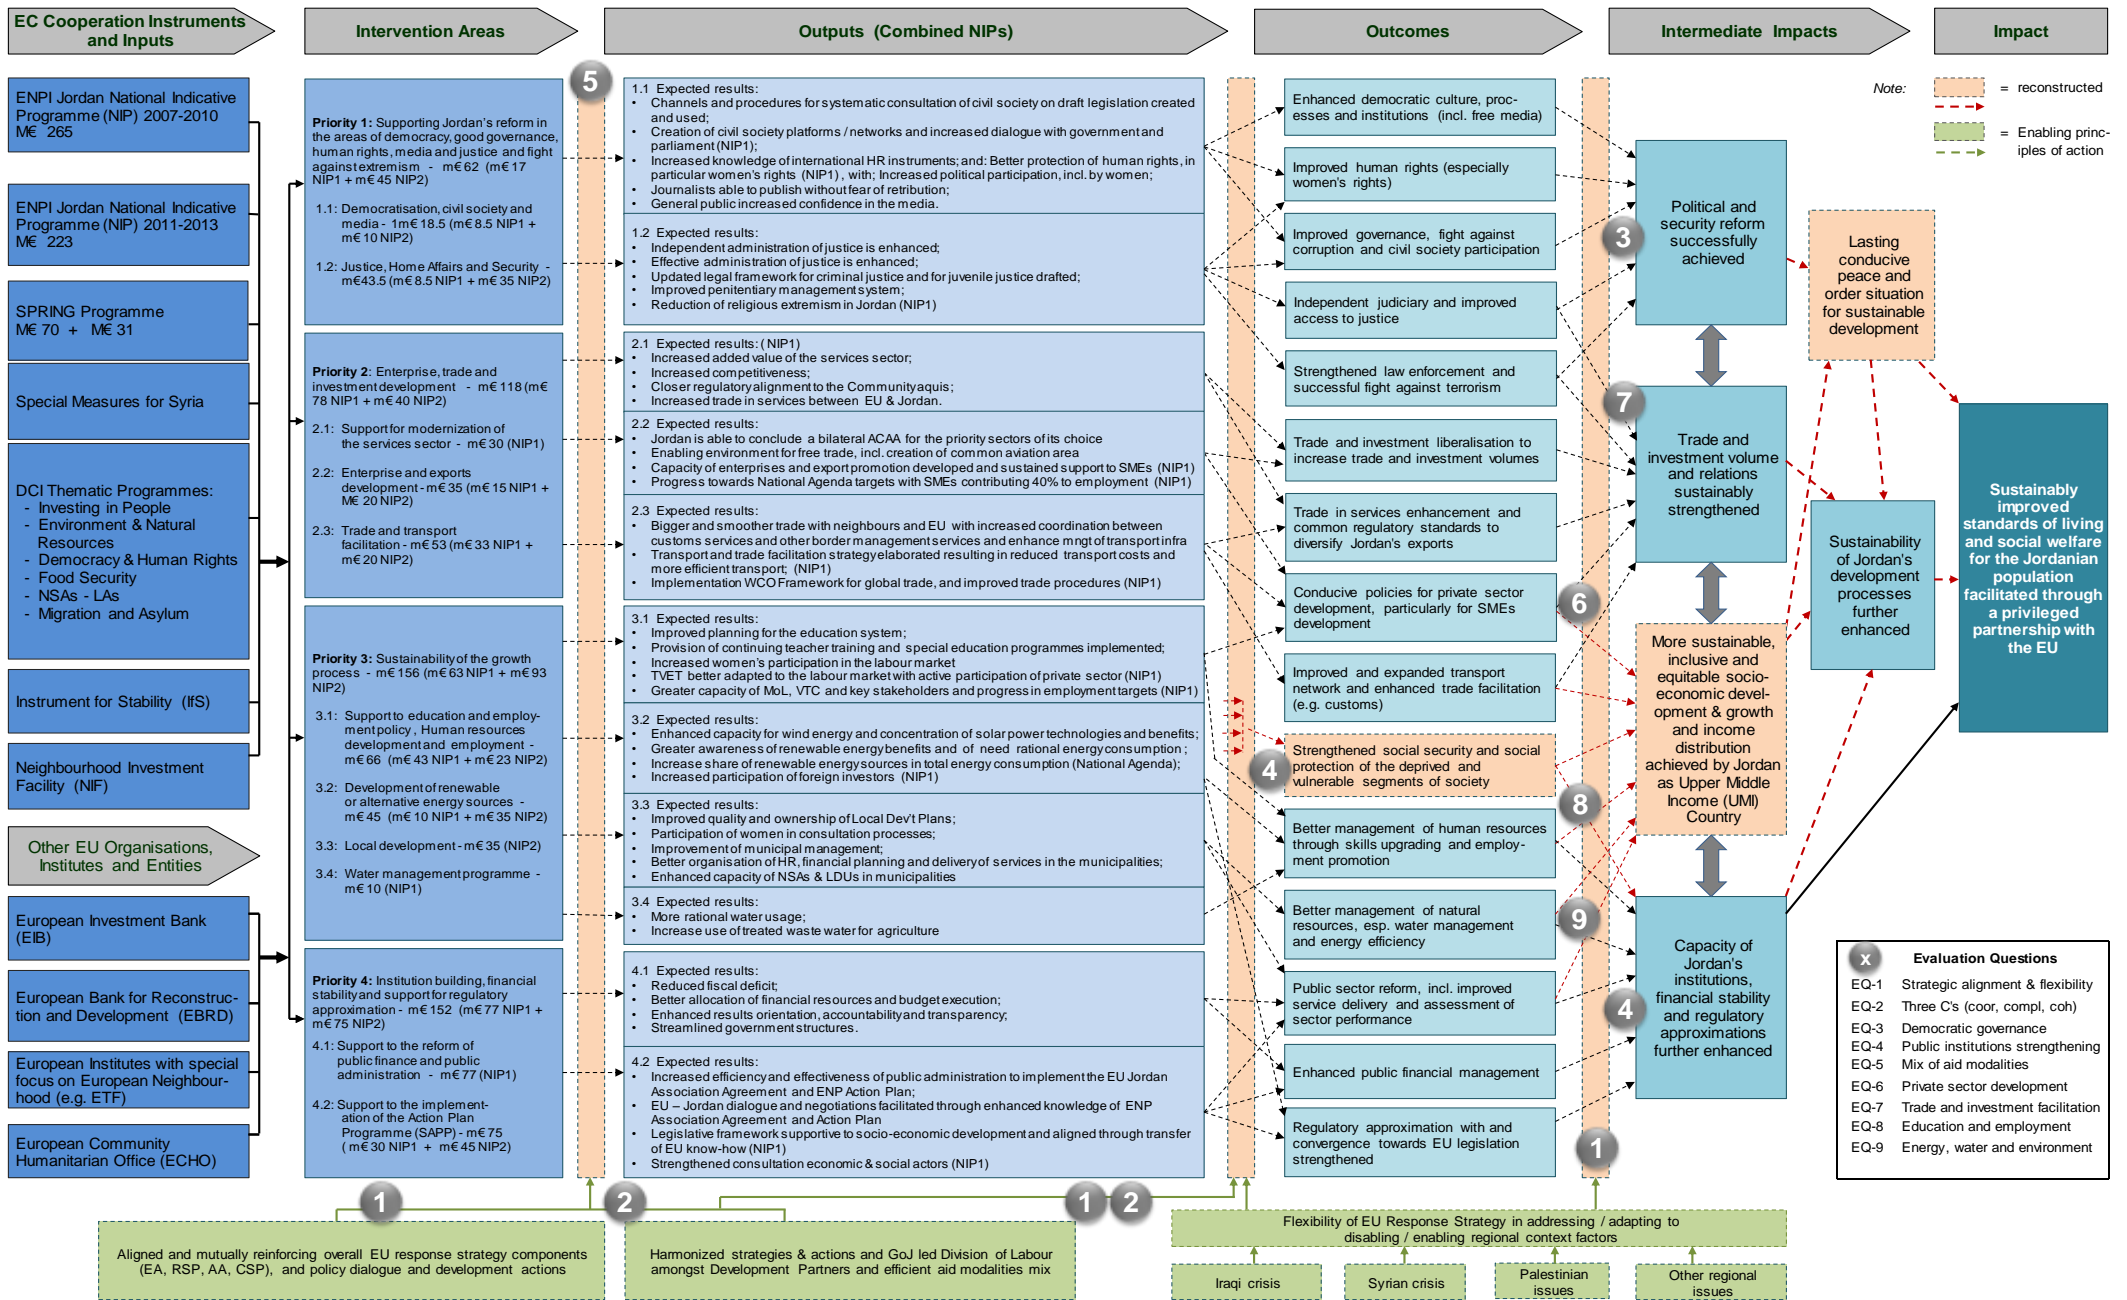 EC Cooperation Instruments
and Inputs
Intervention Areas
Outputs (Combined NIPs)
Outcomes
Intermediate Impacts
Impact
ENPI Jordan National Indicative
Programme (NIP) 2007-2010
M€ 265
ENPI Jordan National Indicative
Programme (NIP) 2011-2013
M€ 223
SPRING Programme
M€ 70 + M€ 31
Special Measures for Syria
DCI Thematic Programmes:
- Investing in People
- Environment & Natural
Resources
- Democracy & Human Rights
- Food Security
- NSAs - LAs
- Migration and Asylum
Instrument for Stability (IfS)
Neighbourhood Investment
Facility (NIF)
Other EU Organisations,
Institutes and Entities
European Investment Bank
(EIB)
European Bank for Reconstruc-
tion and Development (EBRD)
European Institutes with special
focus on European Neighbour-
hood (e.g. ETF)
European Community
Humanitarian Office (ECHO)
Priority 1: Supporting Jordan's reform in
the areas of democracy, good governance,
human rights, media and justice and fight
against extremism - m€ 62 (m€ 17
NIP1 + m€ 45 NIP2)
1.1: Democratisation, civil society and
media - 1m€ 18.5 (m€ 8.5 NIP1 +
m€ 10 NIP2)
1.2: Justice, Home Affairs and Security -
m€43.5 (m€ 8.5 NIP1 + m€ 35 NIP2)
Priority 2: Enterprise, trade and
investment development - m€ 118 (m€
78 NIP1 + m€ 40 NIP2)
2.1: Support for modernization of
the services sector - m€ 30 (NIP1)
2.2: Enterprise and exports
development - m€ 35 (m€ 15 NIP1 +
M€ 20 NIP2)
2.3: Trade and transport
facilitation - m€ 53 (m€ 33 NIP1 +
m€ 20 NIP2)
Priority 3: Sustainability of the growth
process - m€ 156 (m€ 63 NIP1 + m€ 93
NIP2)
3.1: Support to education and employ-
ment policy, Human resources
development and employment -
m€ 66 (m€ 43 NIP1 + m€ 23 NIP2)
3.2: Development of renewable
or alternative energy sources -
m€ 45 (m€ 10 NIP1 + m€ 35 NIP2)
3.3: Local development - m€ 35 (NIP2)
3.4: Water management programme -
m€ 10 (NIP1)
Priority 4: Institution building, financial
stability and support for regulatory
approximation - m€ 152 (m€ 77 NIP1 +
m€ 75 NIP2)
4.1: Support to the reform of
public finance and public
administration - m€ 77 (NIP1)
4.2: Support to the implement-
ation of the Action Plan
Programme (SAPP) - m€ 75
( m€ 30 NIP1 + m€ 45 NIP2)
5
1.1 Expected results:
• Channels and procedures for systematic consultation of civil society on draft legislation created
and used;
• Creation of civil society platforms / networks and increased dialogue with government and
parliament (NIP1);
• Increased knowledge of international HR instruments; and: Better protection of human rights, in
particular women's rights (NIP1) , with; Increased political participation, incl. by women;
• Journalists able to publish without fear of retribution;
• General public increased confidence in the media.
1.2 Expected results:
• Independent administration of justice is enhanced;
• Effective administration of justice is enhanced;
• Updated legal framework for criminal justice and for juvenile justice drafted;
• Improved penitentiary management system;
• Reduction of religious extremism in Jordan (NIP1)
2.1 Expected results: (NIP1)
• Increased added value of the services sector;
• Increased competitiveness;
• Closer regulatory alignment to the Community aquis;
• Increased trade in services between EU & Jordan.
2.2 Expected results:
• Jordan is able to conclude a bilateral ACAA for the priority sectors of its choice
• Enabling environment for free trade, incl. creation of common aviation area
• Capacity of enterprises and export promotion developed and sustained support to SMEs (NIP1)
• Progress towards National Agenda targets with SMEs contributing 40% to employment (NIP1)
2.3 Expected results:
• Bigger and smoother trade with neighbours and EU with increased coordination between
customs services and other border management services and enhance mngt of transport infra
• Transport and trade facilitation strategy elaborated resulting in reduced transport costs and
more efficient transport; (NIP1)
• Implementation WCO Framework for global trade, and improved trade procedures (NIP1)
3.1 Expected results:
• Improved planning for the education system;
• Provision of continuing teacher training and special education programmes implemented;
• Increased women's participation in the labour market
• TVET better adapted to the labour market with active participation of private sector (NIP1)
• Greater capacity of MoL, VTC and key stakeholders and progress in employment targets (NIP1)
3.2 Expected results:
• Enhanced capacity for wind energy and concentration of solar power technologies and benefits;
• Greater awareness of renewable energy benefits and of need rational energy consumption ;
• Increase share of renewable energy sources in total energy consumption (National Agenda);
• Increased participation of foreign investors (NIP1)
3.3 Expected results:
• Improved quality and ownership of Local Dev't Plans;
• Participation of women in consultation processes;
• Improvement of municipal management;
• Better organisation of HR, financial planning and delivery of services in the municipalities;
• Enhanced capacity of NSAs & LDUs in municipalities
3.4 Expected results:
• More rational water usage;
• Increase use of treated waste water for agriculture
4.1 Expected results:
• Reduced fiscal deficit;
• Better allocation of financial resources and budget execution;
• Enhanced results orientation, accountability and transparency;
• Streamlined government structures.
4.2 Expected results:
• Increased efficiency and effectiveness of public administration to implement the EU Jordan
Association Agreement and ENP Action Plan;
• EU – Jordan dialogue and negotiations facilitated through enhanced knowledge of ENP
Association Agreement and Action Plan
• Legislative framework supportive to socio-economic development and aligned through transfer
of EU know-how (NIP1)
• Strengthened consultation economic & social actors (NIP1)
Enhanced democratic culture, proc-
esses and institutions (incl. free media)
Improved human rights (especially
women's rights)
Improved governance, fight against
corruption and civil society participation
Independent judiciary and improved
access to justice
Strengthened law enforcement and
successful fight against terrorism
Trade and investment liberalisation to
increase trade and investment volumes
Trade in services enhancement and
common regulatory standards to
diversify Jordan's exports
Conducive policies for private sector
development, particularly for SMEs
development
Improved and expanded transport
network and enhanced trade facilitation
(e.g. customs)
4
Strengthened social security and social
protection of the deprived and
vulnerable segments of society
Better management of human resources
through skills upgrading and employ-
ment promotion
Better management of natural
resources, esp. water management
and energy efficiency
Public sector reform, incl. improved
service delivery and assessment of
sector performance
Enhanced public financial management
Regulatory approximation with and
convergence towards EU legislation
strengthened
3
7
6
8
9
4
1
Political and
security reform
successfully
achieved
Trade and
investment volume
and relations
sustainably
strengthened
More sustainable,
inclusive and
equitable socio-
economic devel-
opment & growth
and income
distribution
achieved by Jordan
as Upper Middle
Income (UMI)
Country
Capacity of
Jordan's
institutions,
financial stability
and regulatory
approximations
further enhanced
Lasting
conducive
peace and
order situation
for sustainable
development
Sustainability
of Jordan's
development
processes
further
enhanced
Sustainably
improved
standards of living
and social welfare
for the Jordanian
population
facilitated through
a privileged
partnership with
the EU
Note:
= reconstructed
= Enabling princ-
iples of action
x Evaluation Questions
EQ-1 Strategic alignment & flexibility
EQ-2 Three C's (coor, compl, coh)
EQ-3 Democratic governance
EQ-4 Public institutions strengthening
EQ-5 Mix of aid modalities
EQ-6 Private sector development
EQ-7 Trade and investment facilitation
EQ-8 Education and employment
EQ-9 Energy, water and environment
1
2
1
2
Aligned and mutually reinforcing overall EU response strategy components
(EA, RSP, AA, CSP), and policy dialogue and development actions
Harmonized strategies & actions and GoJ led Division of Labour
amongst Development Partners and efficient aid modalities mix
Flexibility of EU Response Strategy in addressing / adapting to
disabling / enabling regional context factors
Iraqi crisis
Syrian crisis
Palestinian
issues
Other regional
issues